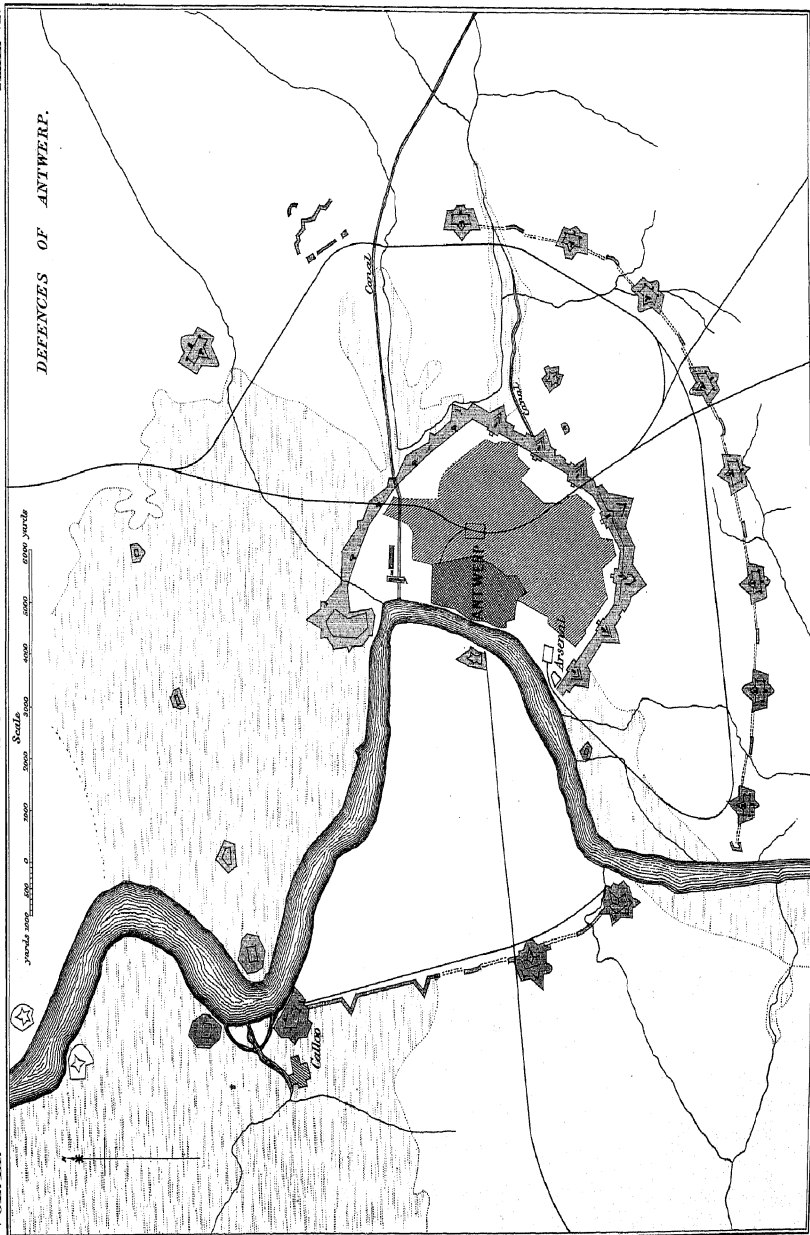 DEFENCES OF ANTWERP.
Canal
Canal
yards 1000 500 0 1000 2000 3000 4000 5000 6000 yards
Scale
ANTWERP
Arsenal
Calloo